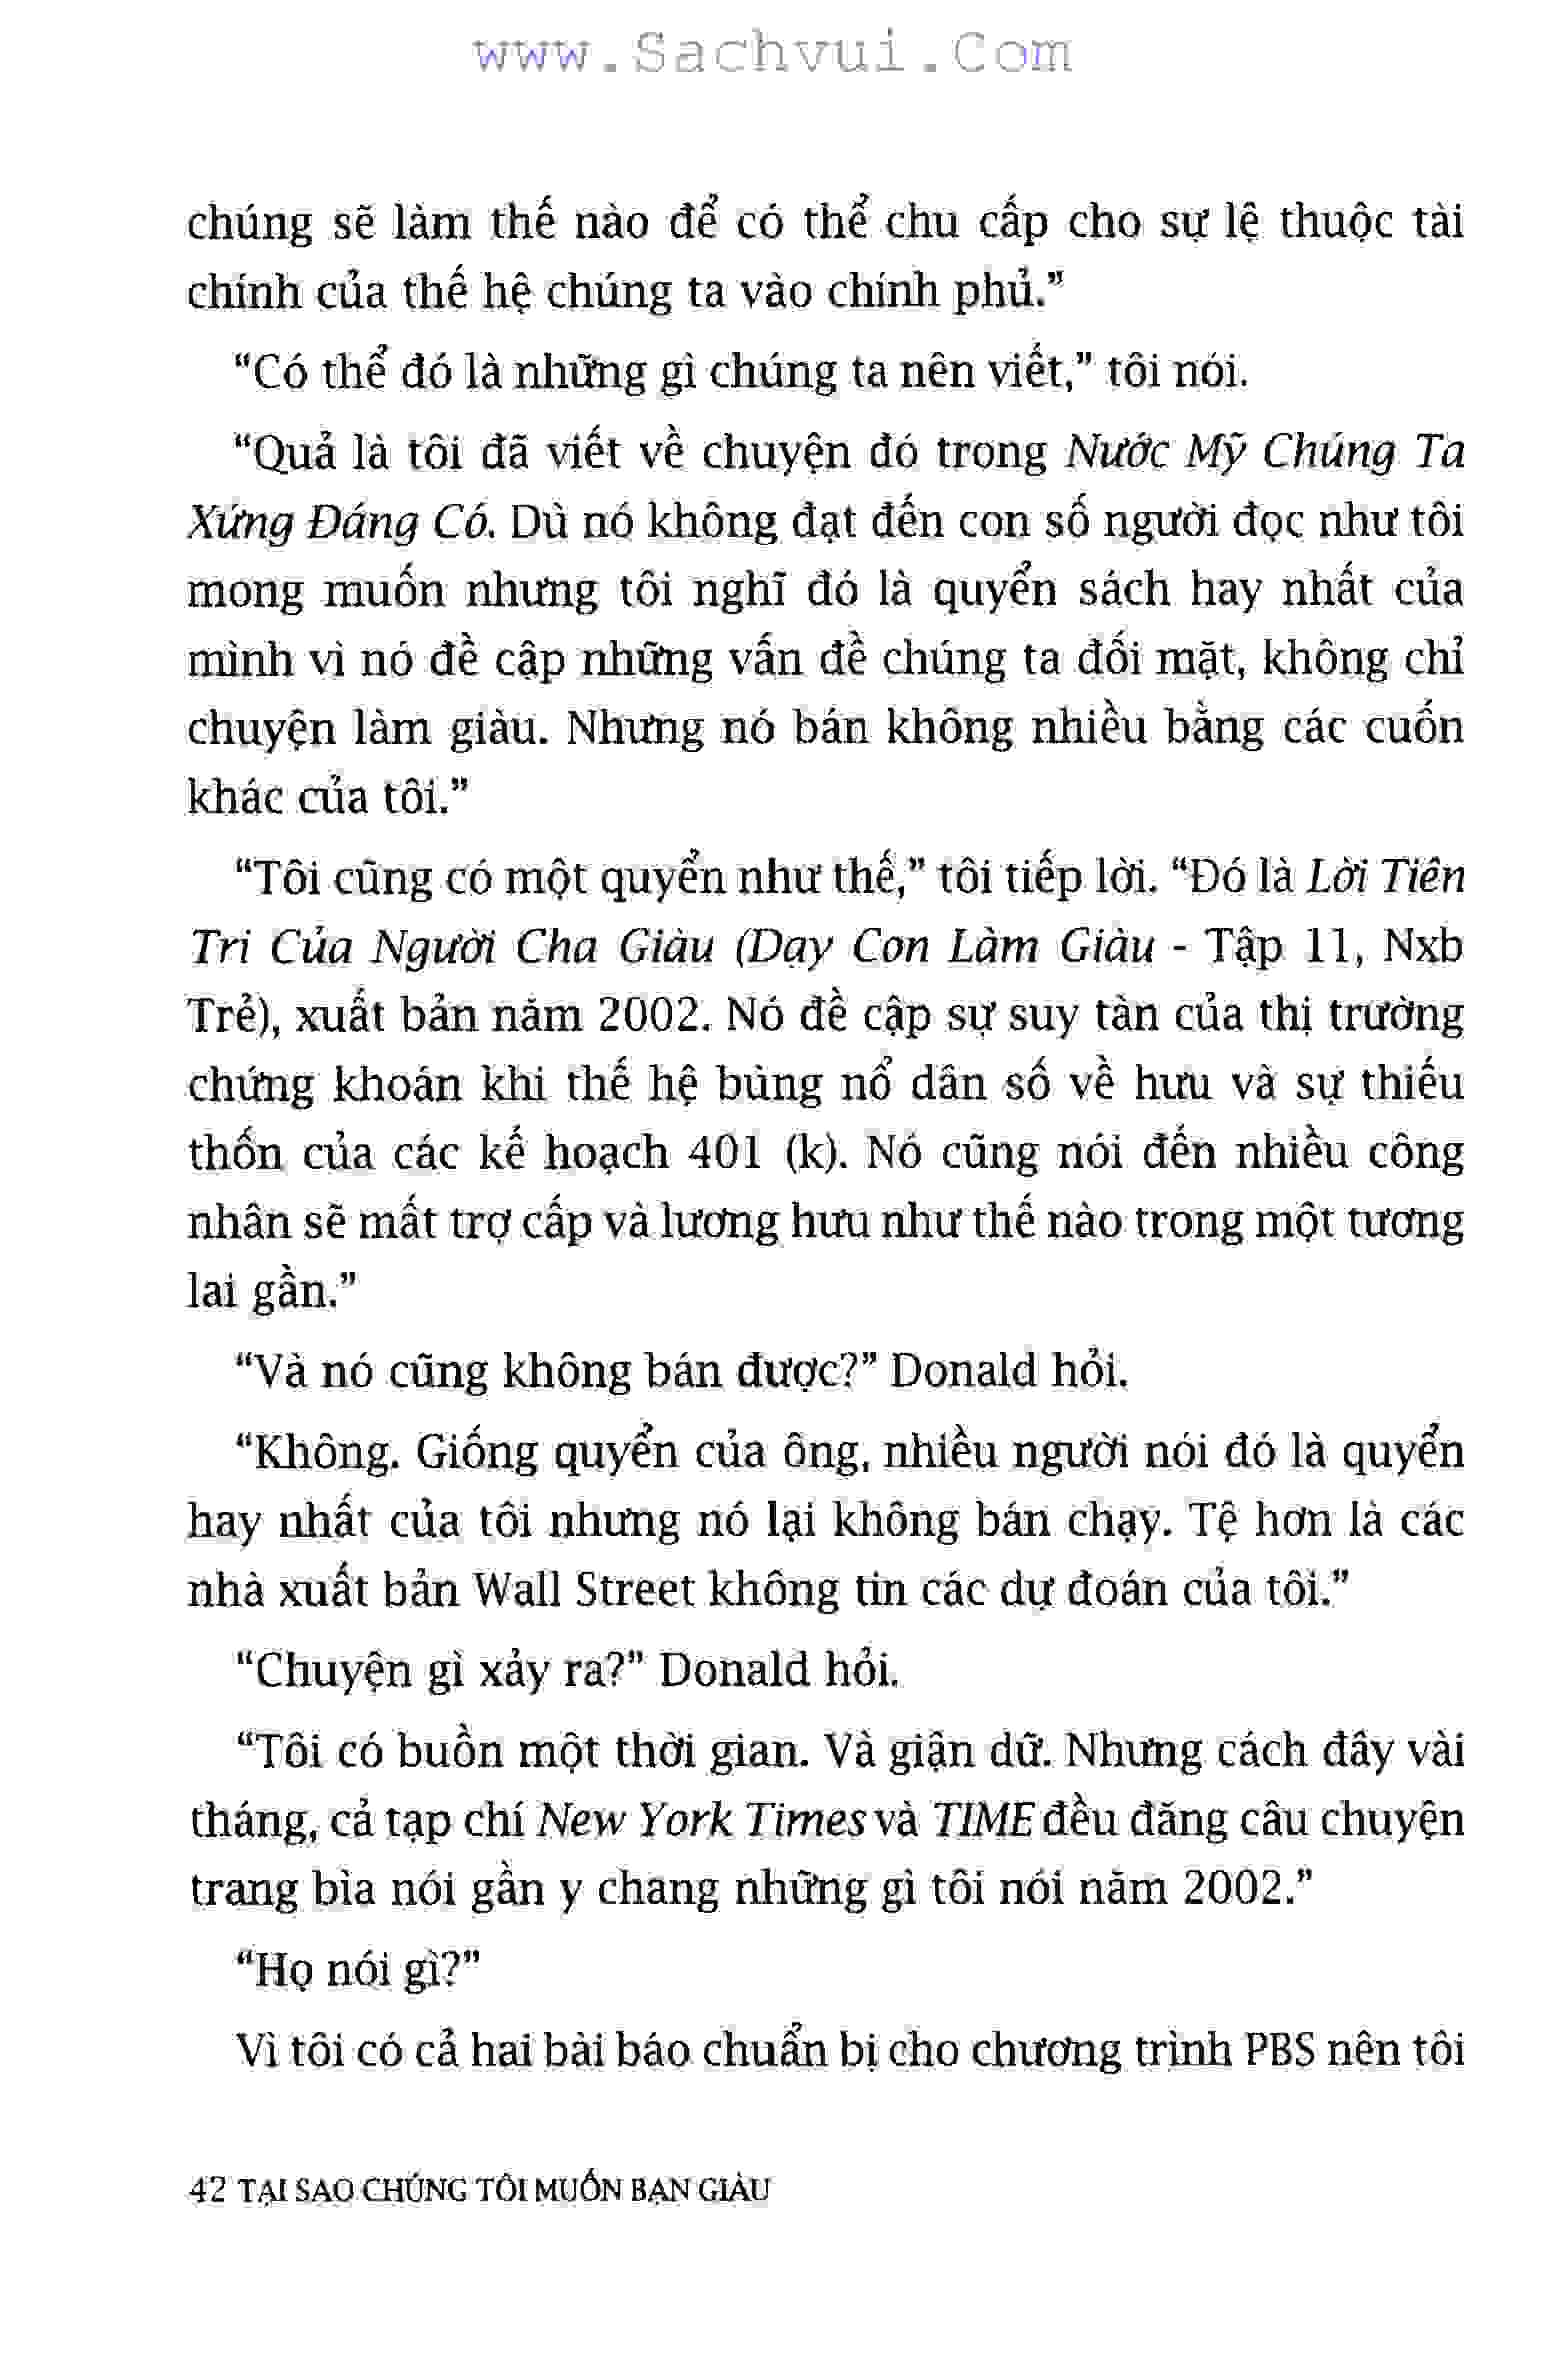 www.Sachvui.Com
chúng sẽ làm thế nào để có thể chu cấp cho sự lệ thuộc tài
chính của thế hệ chúng ta vào chính phủ.”
“Có thể đó là những gì chúng ta nên viết,” tôi nói.
“Quả là tôi đã viết về chuyện đó trong Nước Mỹ Chúng Ta
Xứng Đáng Có. Dù nó không đạt đến con số người đọc như tôi
mong muốn nhưng tôi nghĩ đó là quyển sách hay nhất của
mình vì nó đề cập những vấn đề chúng ta đối mặt, không chỉ
chuyện làm giàu. Nhưng nó bán không nhiều bằng các cuốn
khác của tôi.”
“Tôi cũng có một quyển như thế,” tôi tiếp lời. “Đó là Lời Tiên
Tri Của Người Cha Giàu (Dạy Con Làm Giàu - Tập 11, Nxb
Trẻ), xuất bản năm 2002. Nó đề cập sự suy tàn của thị trường
chứng khoán khi thế hệ bùng nổ dân số về hưu và sự thiếu
thốn của các kế hoạch 401 (k). Nó cũng nói đến nhiều công
nhân sẽ mất trợ cấp và lương hưu như thế nào trong một tương
lai gần.”
“Và nó cũng không bán được?” Donald hỏi.
“Không. Giống quyển của ông, nhiều người nói đó là quyển
hay nhất của tôi nhưng nó lại không bán chạy. Tệ hơn là các
nhà xuất bản Wall Street không tin các dự đoán của tôi.”
“Chuyện gì xảy ra?” Donald hỏi.
“Tôi có buồn một thời gian. Và giận dữ. Nhưng cách đây vài
tháng, cả tạp chí New York Times và TIME đều đăng câu chuyện
trang bìa nói gần y chang những gì tôi nói năm 2002.”
“Họ nói gì?”
Vì tôi có cả hai bài báo chuẩn bị cho chương trình PBS nên tôi
42 TẠI SAO CHÚNG TÔI MUỐN BẠN GIÀU